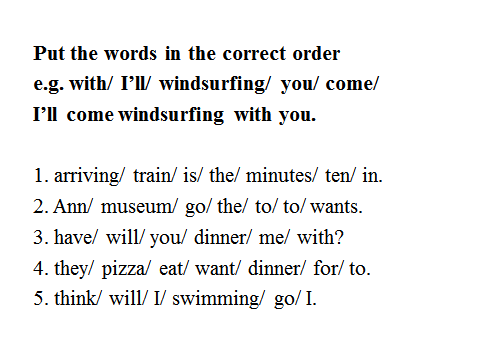 Put the words in the correct order
e.g. with/ I’ll/ windsurfing/ you/ come/
I’ll come windsurfing with you.
1. arriving/ train/ is/ the/ minutes/ ten/ in.
2. Ann/ museum/ go/ the/ to/ to/ wants.
3. have/ will/ you/ dinner/ me/ with?
4. they/ pizza/ eat/ want/ dinner/ for/ to.
5. think/ will/ I/ swimming/ go/ I.